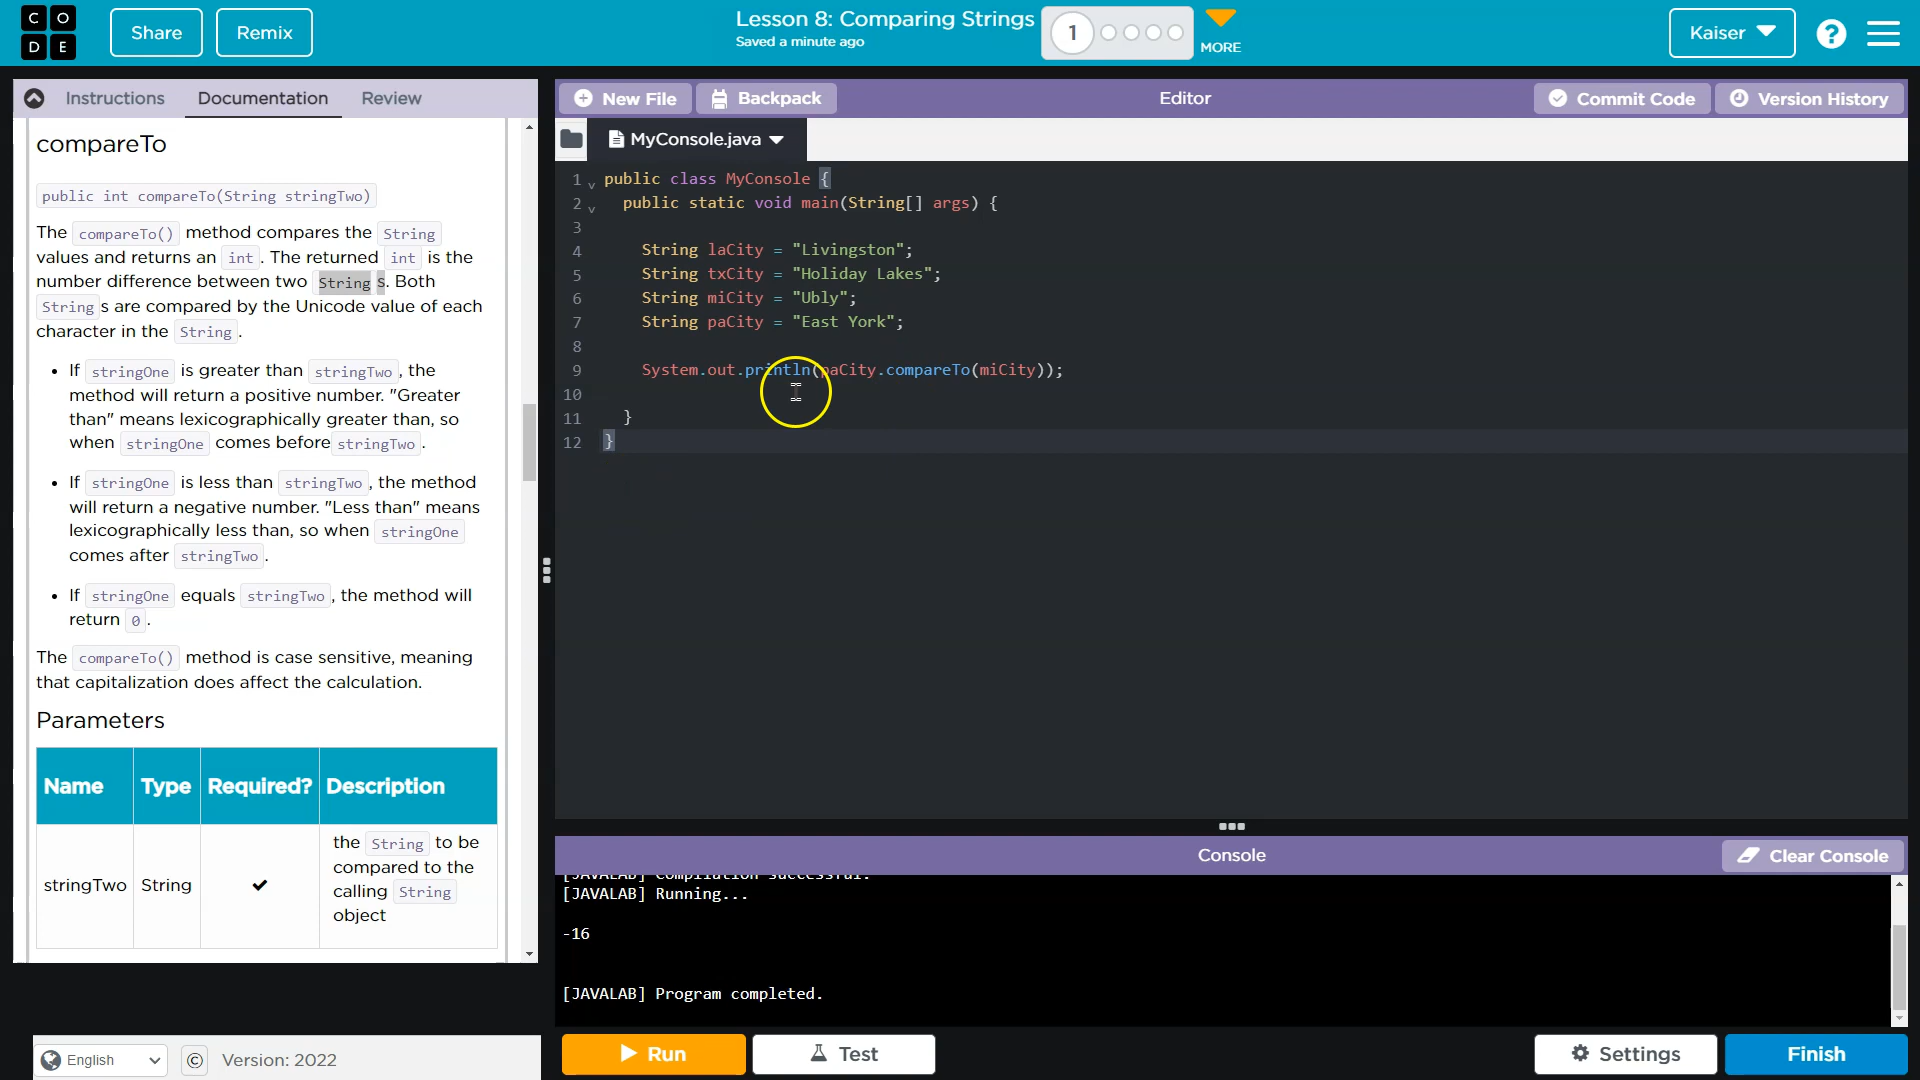 C O
D E
Share
Remix
Lesson 8: Comparing Strings
Saved a minute ago
1
MORE
Kaiser
?
Instructions
Documentation
Review
New File
Backpack
Editor
Commit Code
Version History
MyConsole.java
compareTo
public int compareTo(String stringTwo)
The compareTo() method compares the String
values and returns an int. The returned int is the
number difference between two String s. Both
String s are compared by the Unicode value of each
character in the String.
If stringOne is greater than stringTwo, the
method will return a positive number. "Greater
than" means lexicographically greater than, so
when stringOne comes before stringTwo.
If stringOne is less than stringTwo, the method
will return a negative number. "Less than" means
lexicographically less than, so when stringOne
comes after stringTwo.
If stringOne equals stringTwo, the method will
return 0.
The compareTo() method is case sensitive, meaning
that capitalization does affect the calculation.
Parameters
Name Type Required? Description
stringTwo String ✔ the String to be
compared to the
calling String
object
1 public class MyConsole {
2 public static void main(String[] args) {
3
4 String laCity = "Livingston";
5 String txCity = "Holiday Lakes";
6 String miCity = "Ubly";
7 String paCity = "East York";
8
9 System.out.println(paCity.compareTo(miCity));
10
11 }
12 }
Console
Clear Console
[JAVALAB] Compilation successful.
[JAVALAB] Running...
-16
[JAVALAB] Program completed.
English
©
Version: 2022
Run
Test
Settings
Finish